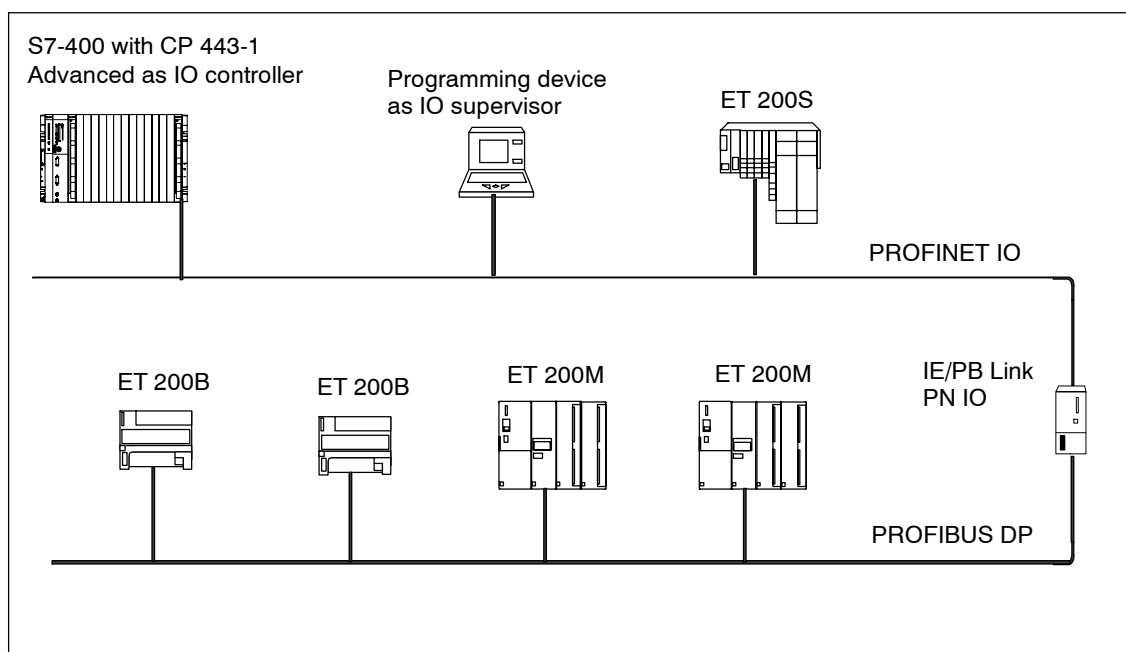 S7-400 with CP 443-1
Advanced as IO controller
Programming device
as IO supervisor
ET 200S
PROFINET IO
ET 200B
ET 200B
ET 200M
ET 200M
IE/PB Link
PN IO
PROFIBUS DP